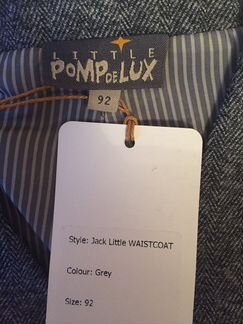 LITTLE
POMPDELUX
92
Style: Jack Little WAISTCOAT
Colour: Grey
Size: 92